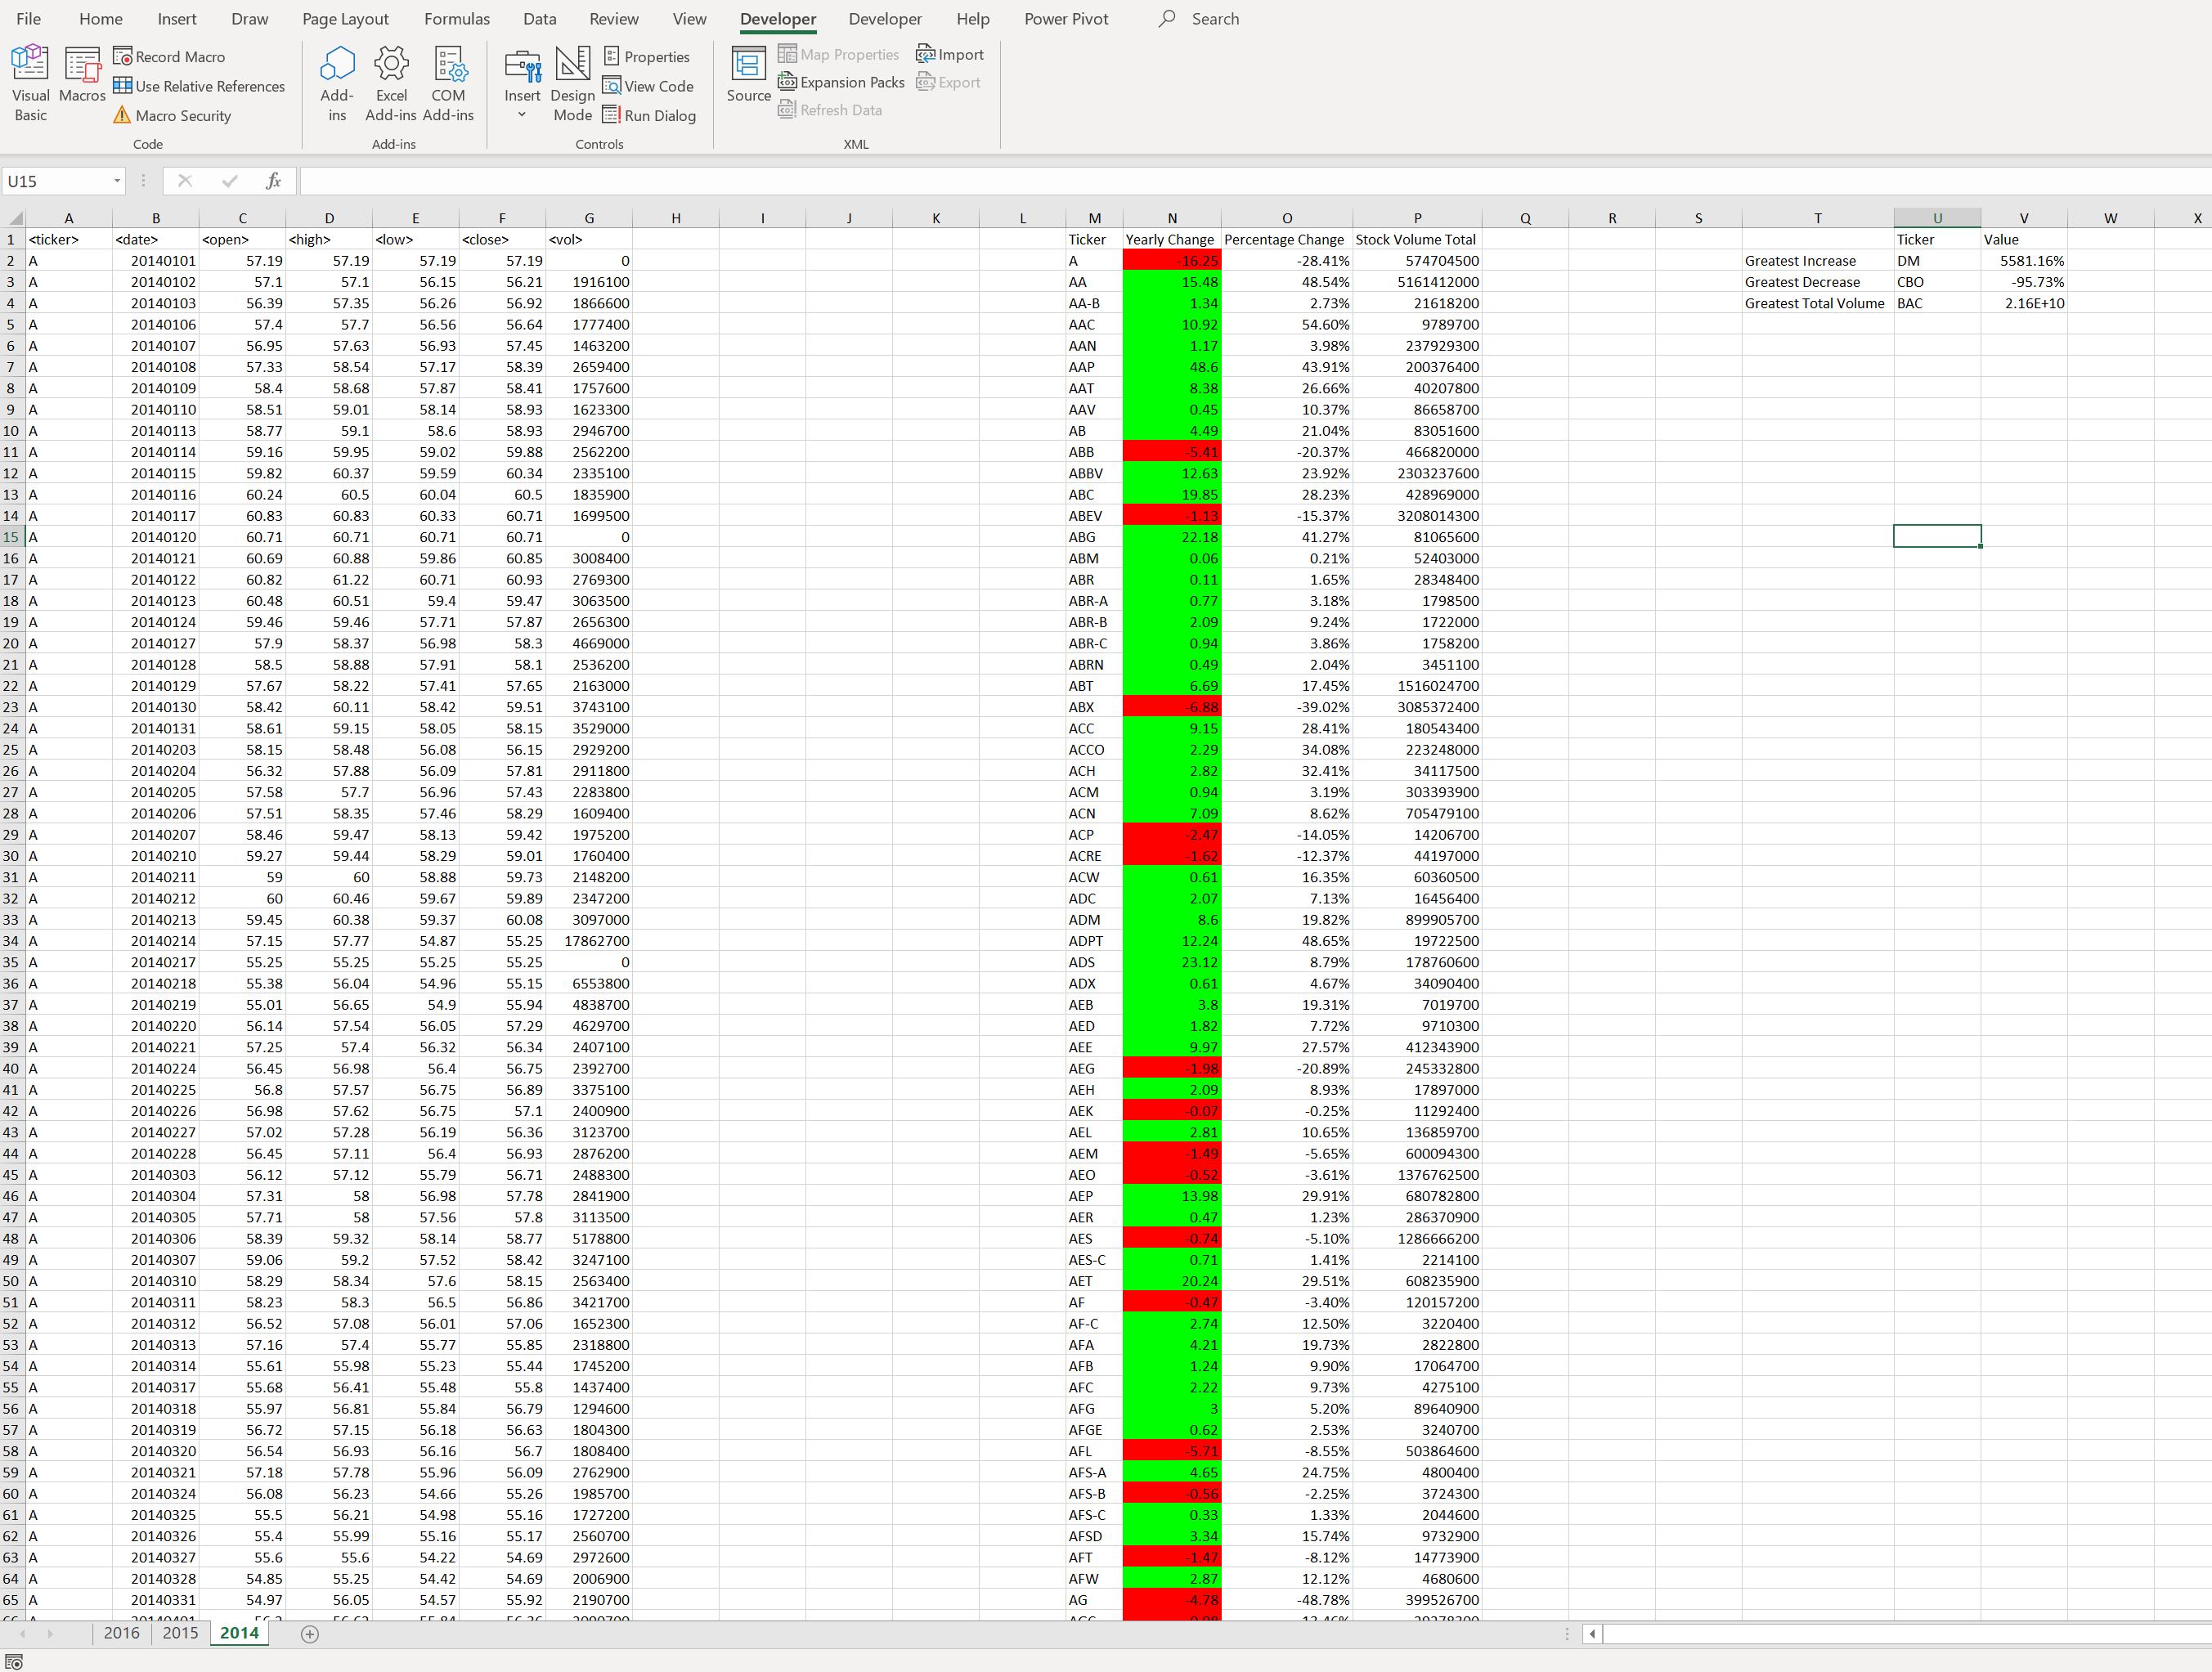 File Home Insert Draw Page Layout Formulas Data Review View Developer Developer Help Power Pivot Search
Visual Basic Macros Record Macro Use Relative References Macro Security Code
Add-ins Excel Add-ins COM Add-ins Add-ins
Insert Design Mode Properties View Code Run Dialog Controls
Source Map Properties Expansion Packs Refresh Data Import Export XML
U15 fx
A B C D E F G H I J K L M N O P Q R S T U V W X
1 <ticker> <date> <open> <high> <low> <close> <vol> Ticker Yearly Change Percentage Change Stock Volume Total Ticker Value
2 A 20140101 57.19 57.19 57.19 57.19 0 A -16.25 -28.41% 574704500 Greatest Increase DM 5581.16%
3 A 20140102 57.1 57.1 56.15 56.21 1916100 AA 15.48 48.54% 5161412000 Greatest Decrease CBO -95.73%
4 A 20140103 56.39 57.35 56.26 56.92 1866600 AA-B 1.34 2.73% 21618200 Greatest Total Volume BAC 2.16E+10
5 A 20140106 57.4 57.7 56.56 56.64 1777400 AAC 10.92 54.60% 9789700
6 A 20140107 56.95 57.63 56.93 57.45 1463200 AAN 1.17 3.98% 237929300
7 A 20140108 57.33 58.54 57.17 58.39 2659400 AAP 48.6 43.91% 200376400
8 A 20140109 58.4 58.68 57.87 58.41 1757600 AAT 8.38 26.66% 40207800
9 A 20140110 58.51 59.01 58.14 58.93 1623300 AAV 0.45 10.37% 86658700
10 A 20140113 58.77 59.1 58.6 58.93 2946700 AB 4.49 21.04% 83051600
11 A 20140114 59.16 59.95 59.02 59.88 2562200 ABB -5.41 -20.37% 466820000
12 A 20140115 59.82 60.37 59.59 60.34 2335100 ABBV 12.63 23.92% 2303237600
13 A 20140116 60.24 60.5 60.04 60.5 1835900 ABC 19.85 28.23% 428969000
14 A 20140117 60.83 60.83 60.33 60.71 1699500 ABEV -1.13 -15.37% 3208014300
15 A 20140120 60.71 60.71 60.71 60.71 0 ABG 22.18 41.27% 81065600
16 A 20140121 60.69 60.88 59.86 60.85 3008400 ABM 0.06 0.21% 52403000
17 A 20140122 60.82 61.22 60.71 60.93 2769300 ABR 0.11 1.65% 28348400
18 A 20140123 60.48 60.51 59.4 59.47 3063500 ABR-A 0.77 3.18% 1798500
19 A 20140124 59.46 59.46 57.71 57.87 2656300 ABR-B 2.09 9.24% 1722000
20 A 20140127 57.9 58.37 56.98 58.3 4669000 ABR-C 0.94 3.86% 1758200
21 A 20140128 58.5 58.88 57.91 58.1 2536200 ABRN 0.49 2.04% 3451100
22 A 20140129 57.67 58.22 57.41 57.65 2163000 ABT 6.69 17.45% 1516024700
23 A 20140130 58.42 60.11 58.42 59.51 3743100 ABX -6.88 -39.02% 3085372400
24 A 20140131 58.61 59.15 58.05 58.15 3529000 ACC 9.15 28.41% 180543400
25 A 20140203 58.15 58.48 56.08 56.15 2929200 ACCO 2.29 34.08% 223248000
26 A 20140204 56.32 57.88 56.09 57.81 2911800 ACH 2.82 32.41% 34117500
27 A 20140205 57.58 57.7 56.96 57.43 2283800 ACM 0.94 3.19% 303393900
28 A 20140206 57.51 58.35 57.46 58.29 1609400 ACN 7.09 8.62% 705479100
29 A 20140207 58.46 59.47 58.13 59.42 1975200 ACP -2.47 -14.05% 14206700
30 A 20140210 59.27 59.44 58.29 59.01 1760400 ACRE -1.62 -12.37% 44197000
31 A 20140211 59 60 58.88 59.73 2148200 ACW 0.61 16.35% 60360500
32 A 20140212 60 60.46 59.67 59.89 2347200 ADC 2.07 7.13% 16456400
33 A 20140213 59.45 60.38 59.37 60.08 3097000 ADM 8.6 19.82% 899905700
34 A 20140214 57.15 57.77 54.87 55.25 17862700 ADPT 12.24 48.65% 19722500
35 A 20140217 55.25 55.25 55.25 55.25 0 ADS 23.12 8.79% 178760600
36 A 20140218 55.38 56.04 54.96 55.15 6553800 ADX 0.61 4.67% 34090400
37 A 20140219 55.01 56.65 54.9 55.94 4838700 AEB 3.8 19.31% 7019700
38 A 20140220 56.14 57.54 56.05 57.29 4629700 AED 1.82 7.72% 9710300
39 A 20140221 57.25 57.4 56.32 56.34 2407100 AEE 9.97 27.57% 412343900
40 A 20140224 56.45 56.98 56.4 56.75 2392700 AEG -1.98 -20.89% 245332800
41 A 20140225 56.8 57.57 56.75 56.89 3375100 AEH 2.09 8.93% 17897000
42 A 20140226 56.98 57.62 56.75 57.1 2400900 AEK -0.07 -0.25% 11292400
43 A 20140227 57.02 57.28 56.19 56.36 3123700 AEL 2.81 10.65% 136859700
44 A 20140228 56.45 57.11 56.4 56.93 2876200 AEM -1.49 -5.65% 600094300
45 A 20140303 56.12 57.12 55.79 56.71 2488300 AEO -0.52 -3.61% 1376762500
46 A 20140304 57.31 58 56.98 57.78 2841900 AEP 13.98 29.91% 680782800
47 A 20140305 57.71 58 57.56 57.8 3113500 AER 0.47 1.23% 286370900
48 A 20140306 58.39 59.32 58.14 58.77 5178800 AES -0.74 -5.10% 1286666200
49 A 20140307 59.06 59.2 57.52 58.42 3247100 AES-C 0.71 1.41% 2214100
50 A 20140310 58.29 58.34 57.6 58.15 2563400 AET 20.24 29.51% 608235900
51 A 20140311 58.23 58.3 56.5 56.86 3421700 AF -0.47 -3.40% 120157200
52 A 20140312 56.52 57.08 56.01 57.06 1652300 AF-C 2.74 12.50% 3220400
53 A 20140313 57.16 57.4 55.77 55.85 2318800 AFA 4.21 19.73% 2822800
54 A 20140314 55.61 55.98 55.23 55.44 1745200 AFB 1.24 9.90% 17064700
55 A 20140317 55.68 56.41 55.48 55.8 1437400 AFC 2.22 9.73% 4275100
56 A 20140318 55.97 56.81 55.84 56.79 1294600 AFG 3 5.20% 89640900
57 A 20140319 56.72 57.15 56.18 56.63 1804300 AFGE 0.62 2.53% 3240700
58 A 20140320 56.54 56.93 56.16 56.7 1808400 AFL -5.71 -8.55% 503864600
59 A 20140321 57.18 57.78 55.96 56.09 2762900 AFS-A 4.65 24.75% 4800400
60 A 20140324 56.08 56.23 54.66 55.26 1985700 AFS-B -0.56 -2.25% 3724300
61 A 20140325 55.5 56.21 54.98 55.16 1727200 AFS-C 0.33 1.33% 2044600
62 A 20140326 55.4 55.99 55.16 55.17 2560700 AFSD 3.34 15.74% 9732900
63 A 20140327 55.6 55.6 54.22 54.69 2972600 AFT -1.47 -8.12% 14773900
64 A 20140328 54.85 55.25 54.42 54.69 2006900 AFW 2.87 12.12% 4680600
65 A 20140331 54.97 56.05 54.57 55.92 2190700 AG -4.78 -48.78% 399526700
2016 2015 2014